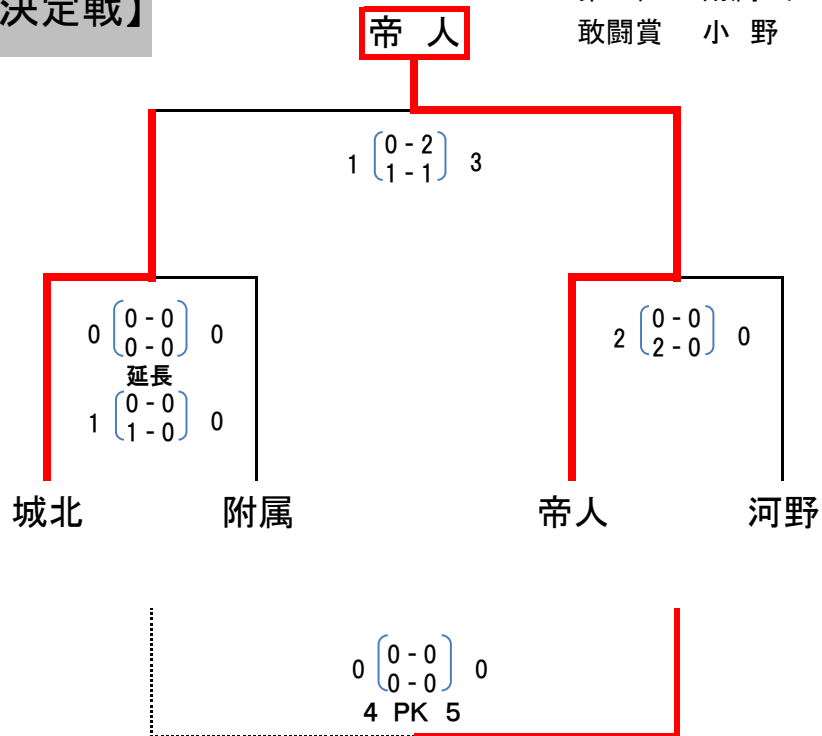 決定戦】
敢闘賞 小 野
帝 人
1 0 - 2 3
1 - 1
0 0 - 0 0
0 - 0
延長
1 0 - 0 0
1 - 0
2 0 - 0 0
2 - 0
城北 附属 帝人 河野
0 0 - 0 0
0 - 0
4 PK 5